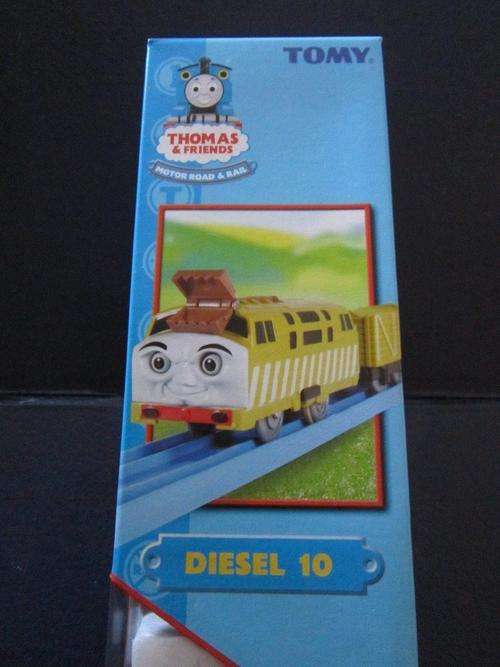 TOMY
THOMAS
& FRIENDS
MOTOR ROAD & RAIL
DIESEL 10